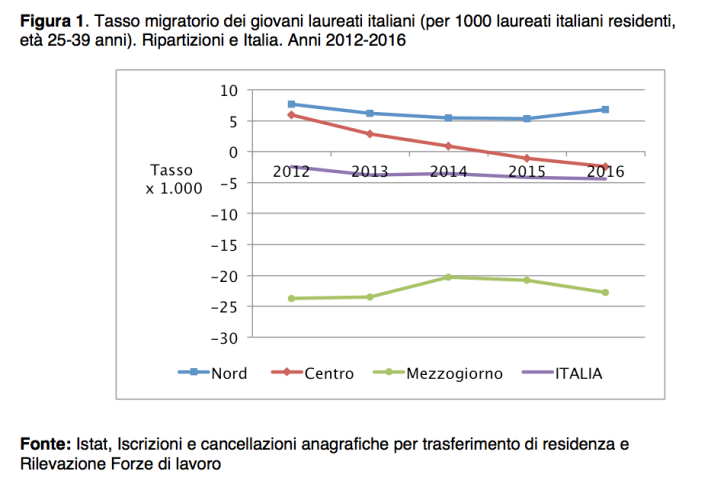 Figura 1. Tasso migratorio dei giovani laureati italiani (per 1000 laureati italiani residenti,
età 25-39 anni). Ripartizioni e Italia. Anni 2012-2016
10
5
0
Tasso
x 1.000
2012 2013 2014 2015 2016
−5
−10
−15
−20
−25
−30
Nord Centro Mezzogiorno ITALIA
Fonte: Istat, Iscrizioni e cancellazioni anagrafiche per trasferimento di residenza e
Rilevazione Forze di lavoro